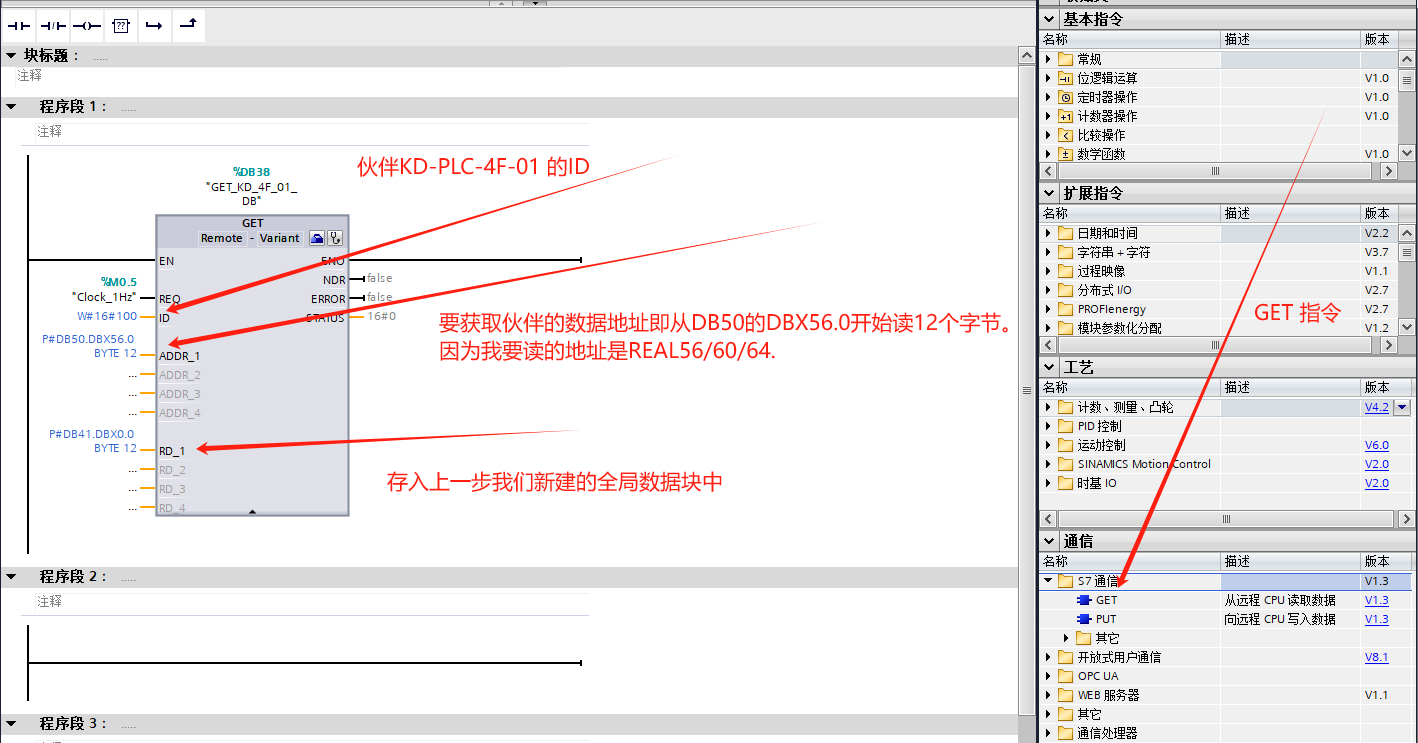 块标题：.....
注释
程序段 1：.....
注释
%DB38
"GET_KD_4F_01_
DB"
GET
Remote - Variant
EN
ENO
NDR
false
%M0.5
"Clock_1Hz"
REQ
ERROR
false
W#16#100
ID
STATUS
16#0
P#DB50.DBX56.0
BYTE 12
ADDR_1
... ADDR_2
... ADDR_3
... ADDR_4
P#DB41.DBX0.0
BYTE 12
RD_1
... RD_2
... RD_3
... RD_4
伙伴KD-PLC-4F-01 的ID
要获取伙伴的数据地址即从DB50的DBX56.0开始读12个字节。
因为我要读的地址是REAL56/60/64.
存入上一步我们新建的全局数据块中
程序段 2：.....
注释
程序段 3：.....
基本指令
名称 描述 版本
常规
位逻辑运算 V1.0
定时器操作 V1.0
计数器操作 V1.0
比较操作
数学函数 V1.0
扩展指令
名称 描述 版本
日期和时间 V2.2
字符串 + 字符 V3.7
过程映像 V1.1
分布式 I/O V2.7
PROFIenergy V2.7
模块参数化分配 V1.2
GET 指令
工艺
名称 描述 版本
计数、测量、凸轮 V4.2
PID 控制
运动控制 V6.0
SINAMICS Motion Control V2.0
时基 IO V2.0
通信
名称 描述 版本
S7 通信 V1.3
GET 从远程 CPU 读取数据 V1.3
PUT 向远程 CPU 写入数据 V1.3
其它
开放式用户通信 V8.1
OPC UA
WEB 服务器 V1.1
其它
通信处理器